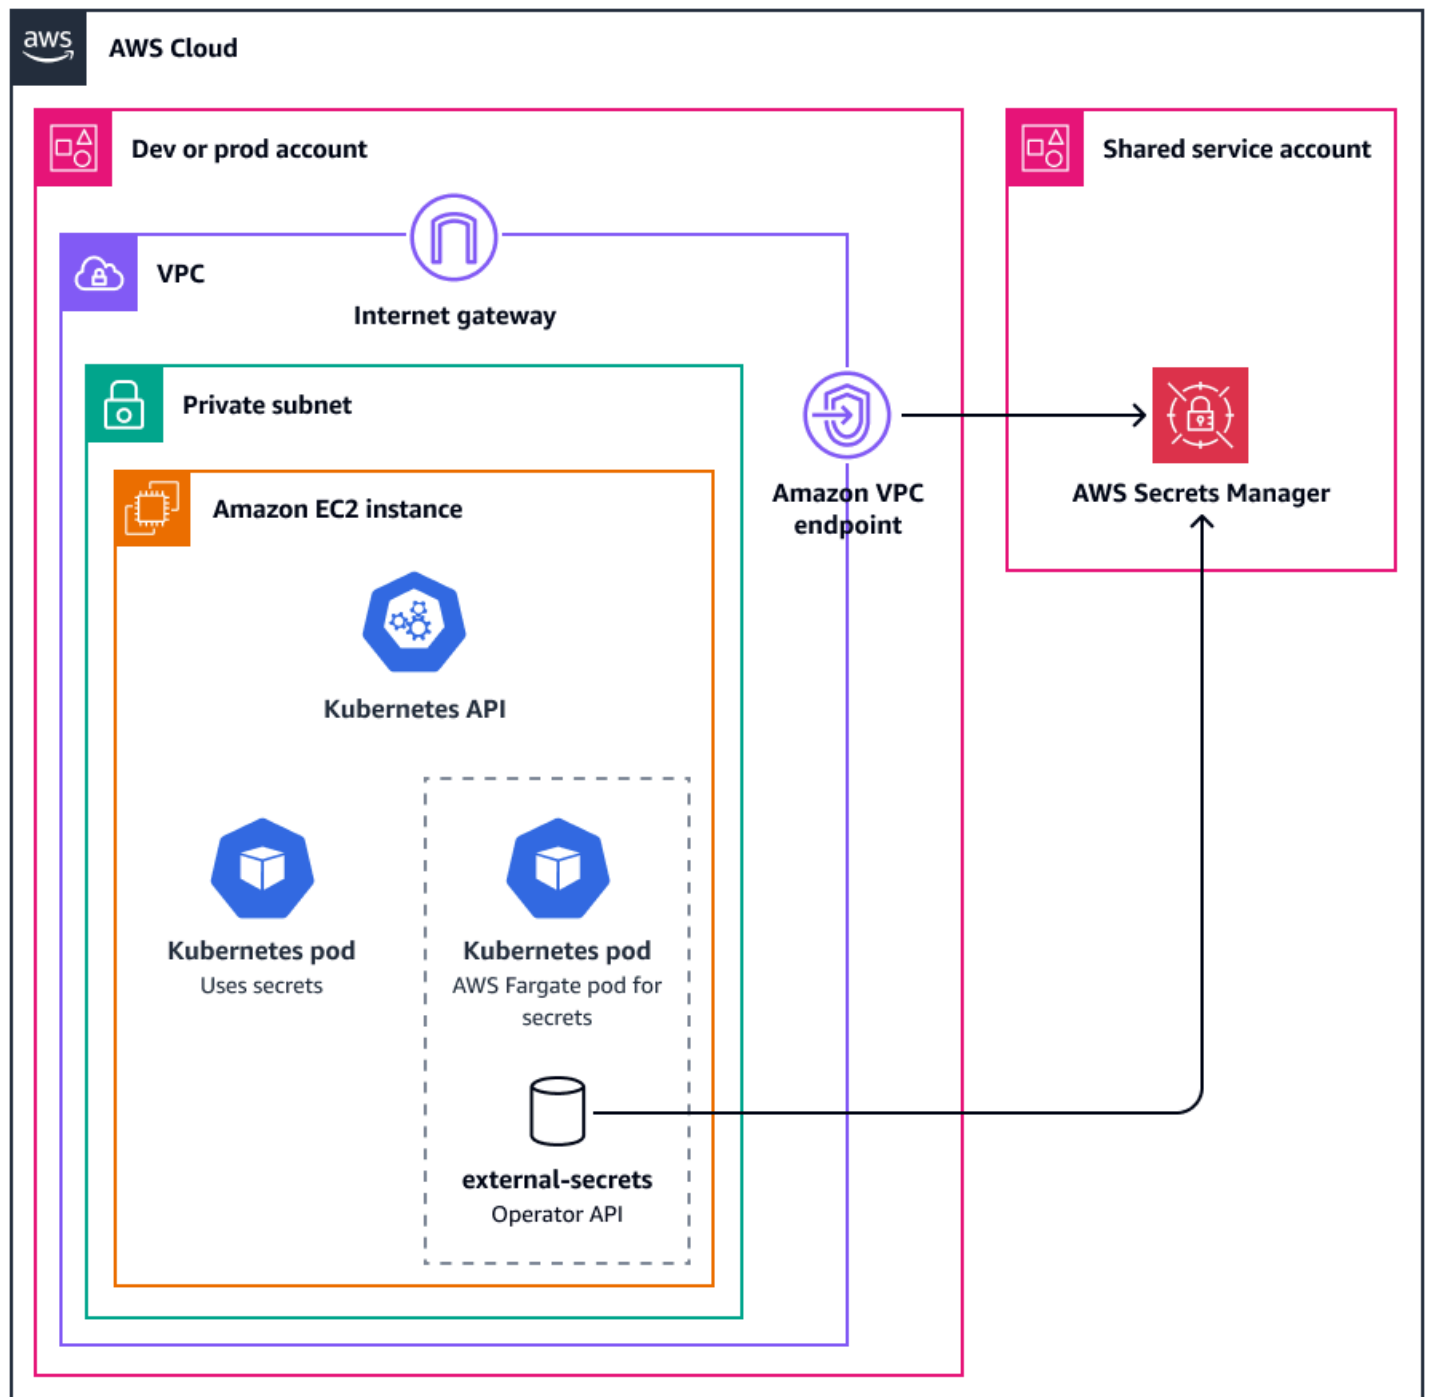 aws
AWS Cloud
Dev or prod account
Shared service account
VPC
Internet gateway
Private subnet
Amazon EC2 instance
Amazon VPC
endpoint
AWS Secrets Manager
Kubernetes API
Kubernetes pod
Uses secrets
Kubernetes pod
AWS Fargate pod for
secrets
external-secrets
Operator API